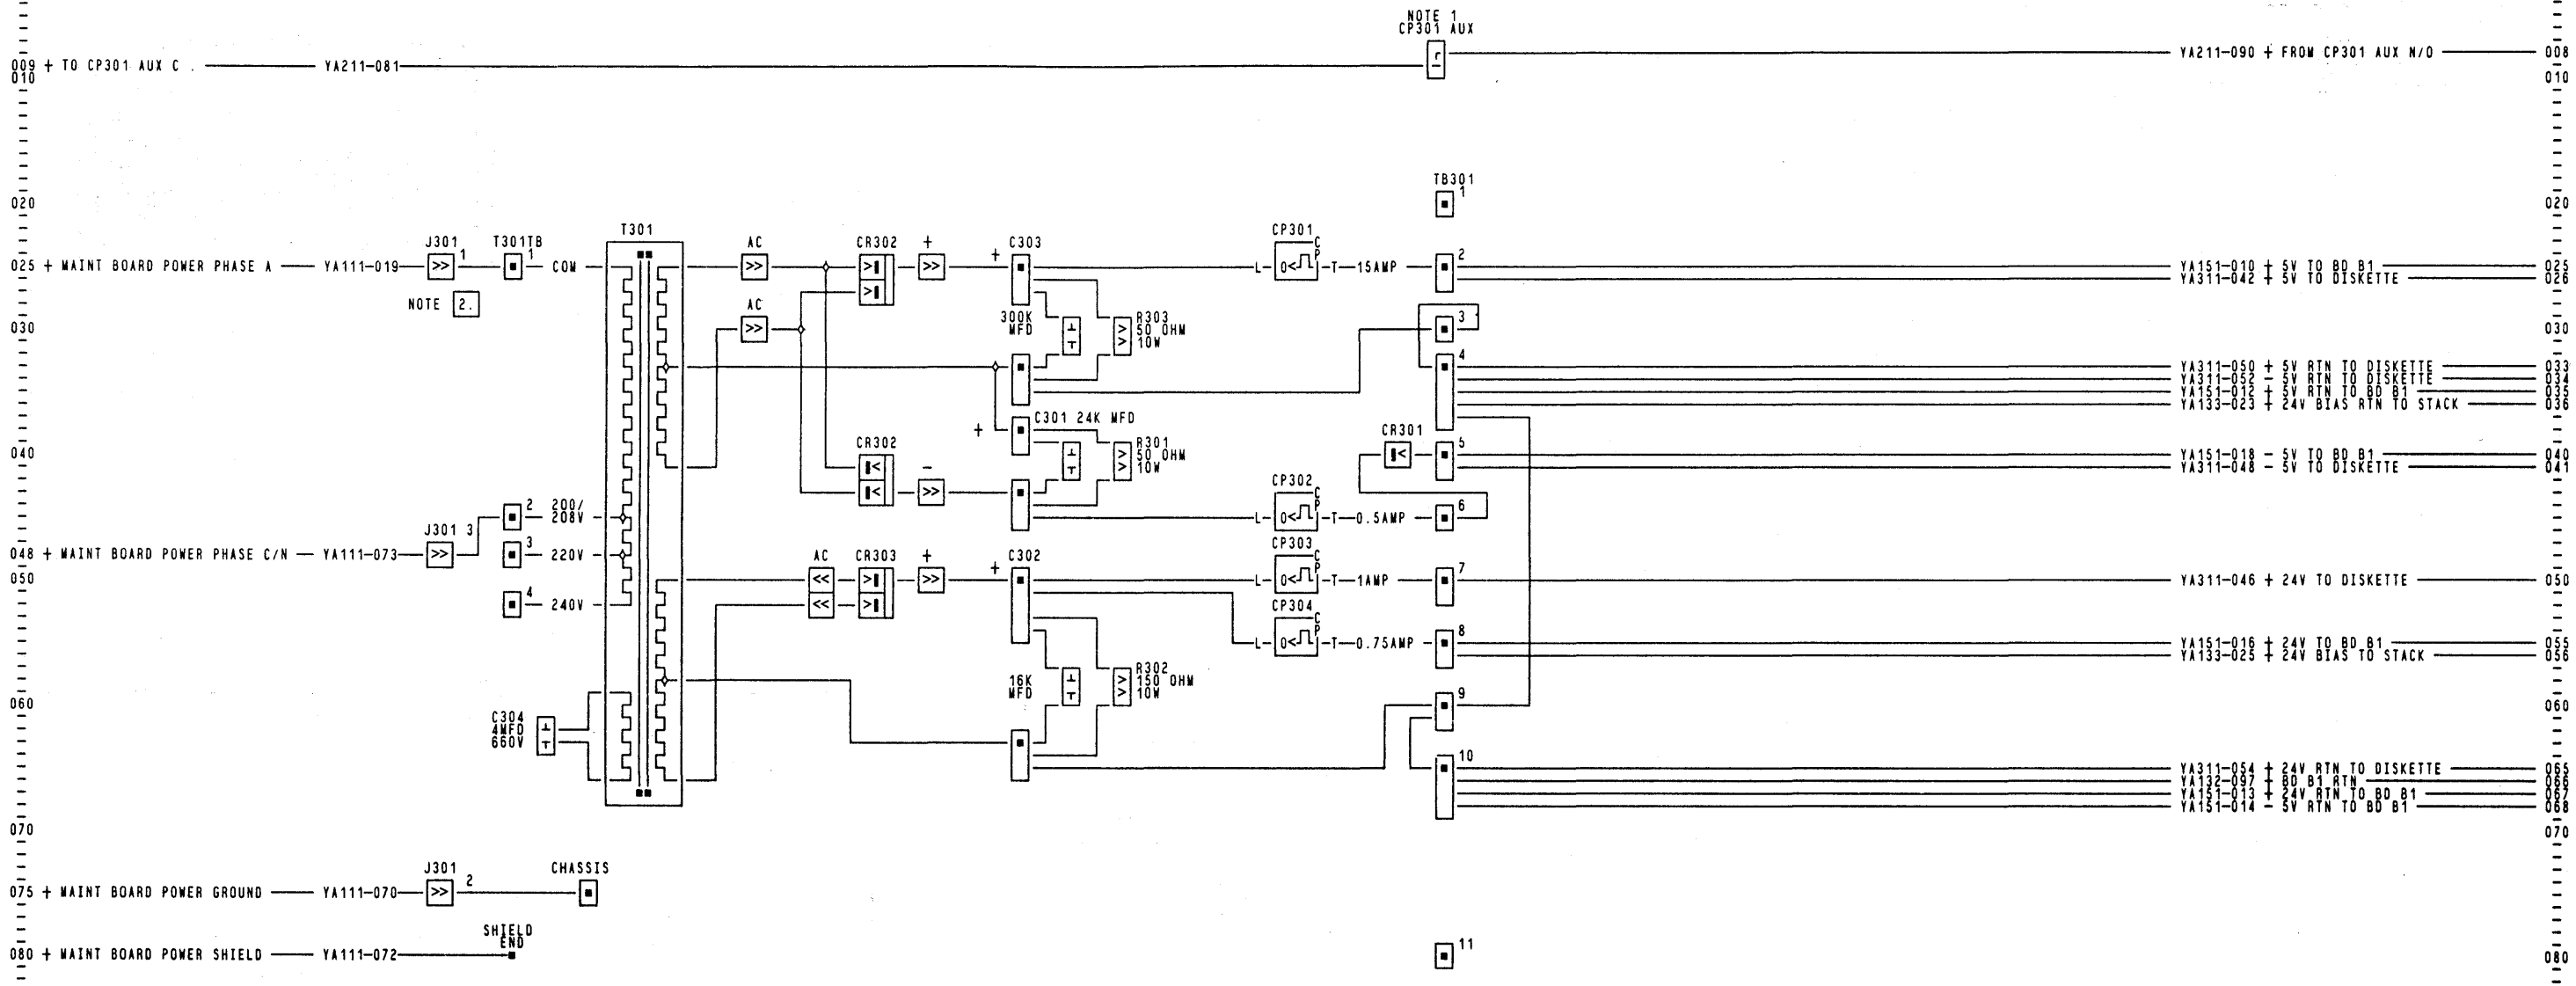 NOTE 1
CP301 AUX
009 + TO CP301 AUX C . YA211-081
YA211-090 + FROM CP301 AUX N/O 008
010
010
TB301
1
020
020
T301
CP301
J301 1
T301TB 1
AC
CR302
+
+ C303
C
P
2
025 + MAINT BOARD POWER PHASE A YA111-019
>>
COM
>>
>
>
>>
L
O<
T 15AMP
YA151-010 + 5V TO BD B1 025
YA311-042 + 5V TO DISKETTE 026
NOTE 2.
AC
>>
300K
MFD
R303
50 OHM
10W
3
030
030
4
YA311-050 + 5V RTN TO DISKETTE 033
YA311-052 - 5V RTN TO DISKETTE 034
YA151-012 + 5V RTN TO BD B1 035
YA133-023 + 24V BIAS RTN TO STACK 036
+ C301 24K MFD
CR302
R301
50 OHM
10W
CR301
5
040
YA151-018 - 5V TO BD B1 040
YA311-048 - 5V TO DISKETTE 041
<
<
-
>>
2 200/
208V
CP302
C
P
L
O<
T 0.5AMP
6
J301 3
048 + MAINT BOARD POWER PHASE C/N YA111-073
>>
3 220V
AC
CR303
+
+ C302
CP303
C
P
050
<<
<<
>
>
>>
L
O<
T 1AMP
7
YA311-046 + 24V TO DISKETTE 050
4 240V
CP304
C
P
L
O<
T 0.75AMP
8
YA151-016 + 24V TO BD B1 055
YA133-025 + 24V BIAS TO STACK 056
16K
MFD
R302
150 OHM
10W
9
060
060
C304
4MFD
660V
10
YA311-054 + 24V RTN TO DISKETTE 065
YA132-097 + BD B1 RTN 066
YA151-013 + 24V RTN TO BD B1 067
YA151-014 - 5V RTN TO BD B1 068
070
070
J301 2
CHASSIS
075 + MAINT BOARD POWER GROUND YA111-070
>>
SHIELD
END
080 + MAINT BOARD POWER SHIELD YA111-072
11
080